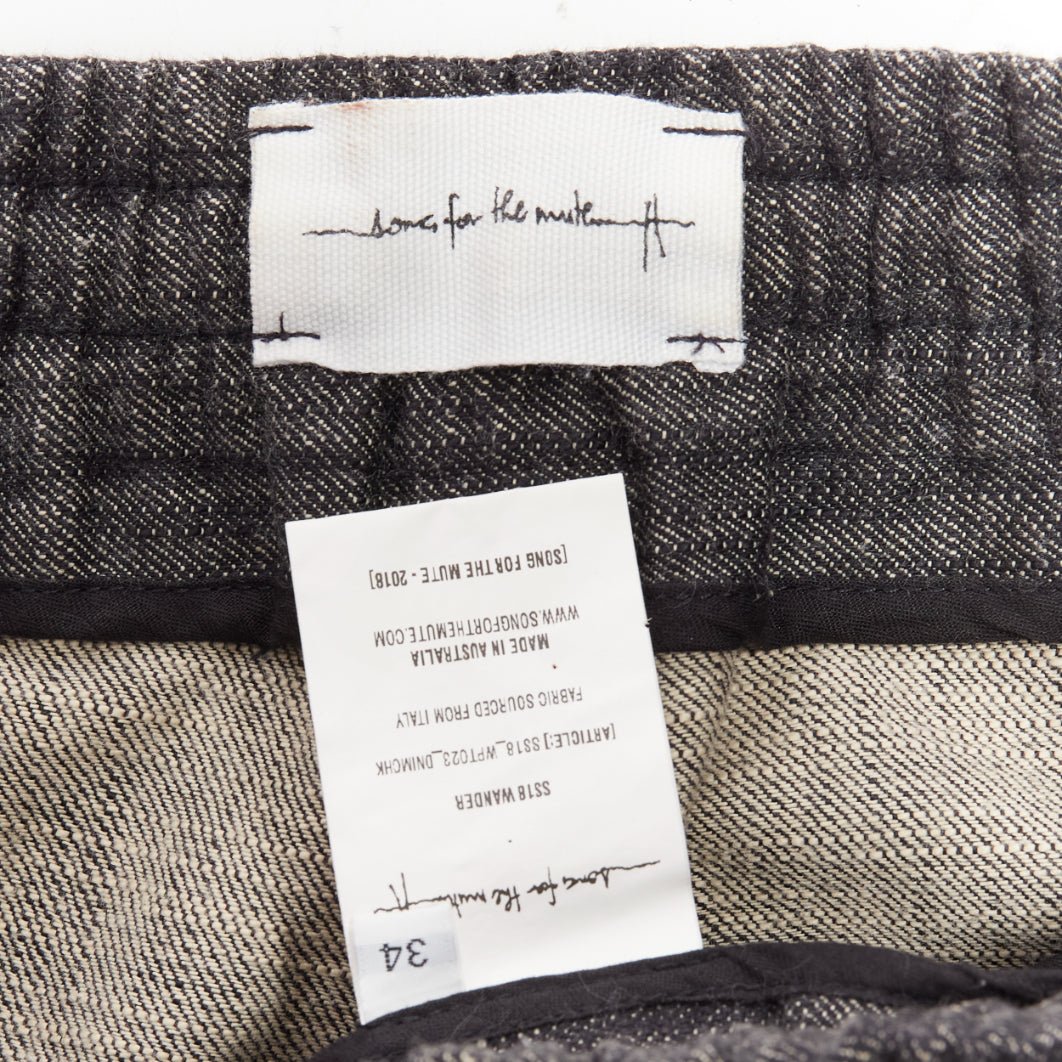 song for the mute
34
song for the mute
SS18 WANDER
[ARTICLE:] SS18_WPT023_DNIMCHK
FABRIC SOURCED FROM ITALY
MADE IN AUSTRALIA
WWW.SONGFORTHEMUTE.COM
[SONG FOR THE MUTE - 2018]